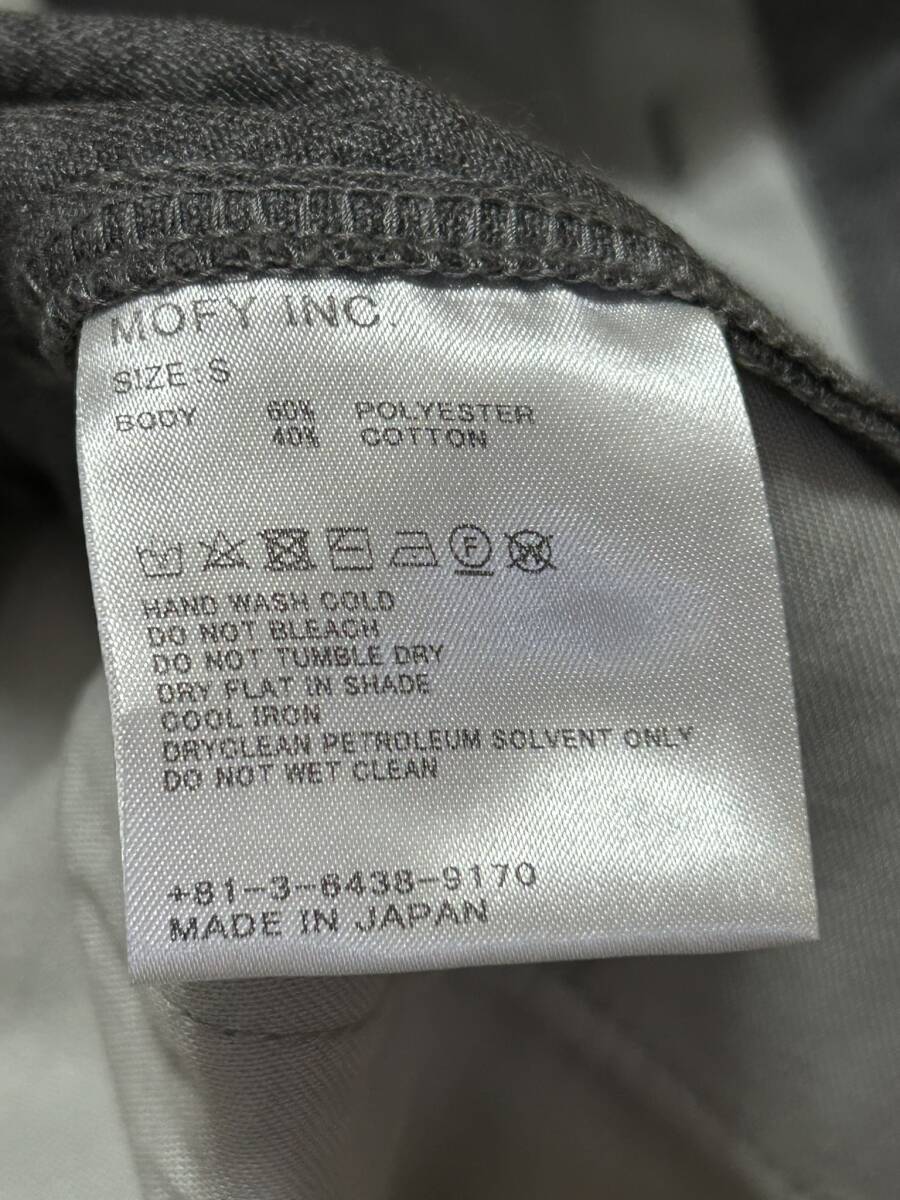 MOFY INC.
SIZE:S
BODY 60% POLYESTER
40% COTTON
F W
HAND WASH COLD
DO NOT BLEACH
DO NOT TUMBLE DRY
DRY FLAT IN SHADE
COOL IRON
DRYCLEAN PETROLEUM SOLVENT ONLY
DO NOT WET CLEAN
+81-3-6438-9170
MADE IN JAPAN